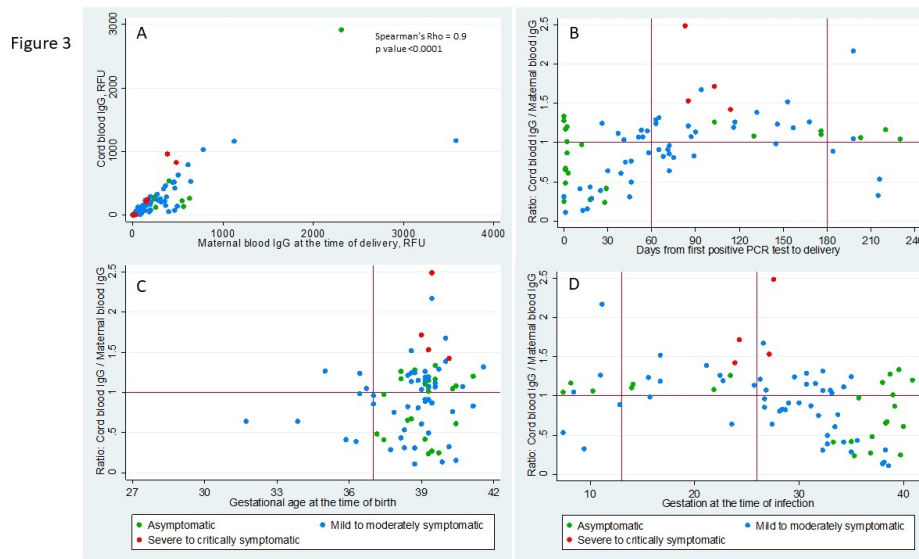 Figure 3
A
Spearman's Rho = 0.9
p value<0.0001
Cord blood IgG, RFU
3000
2000
1000
0
0 1000 2000 3000 4000
Maternal blood IgG at the time of delivery, RFU
B
Ratio: Cord blood IgG / Maternal blood IgG
2.5
2
1.5
1
.5
0
0 30 60 90 120 150 180 210 240
Days from first positive PCR test to delivery
C
Ratio: Cord blood IgG / Maternal blood IgG
2.5
2
1.5
1
.5
0
27 30 33 36 39 42
Gestational age at the time of birth
Asymptomatic Mild to moderately symptomatic
Severe to critically symptomatic
D
Ratio: Cord blood IgG / Maternal blood IgG
2.5
2
1.5
1
.5
0
10 20 30 40
Gestation at the time of infection
Asymptomatic Mild to moderately symptomatic
Severe to critically symptomatic